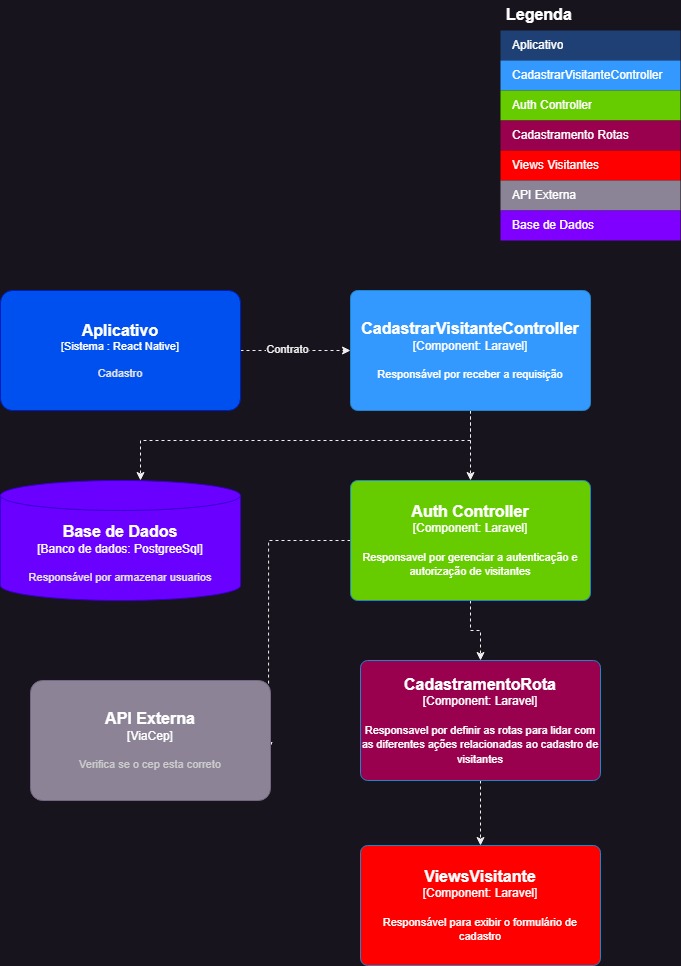 Legenda
Aplicativo
CadastrarVisitanteController
Auth Controller
Cadastramento Rotas
Views Visitantes
API Externa
Base de Dados
Aplicativo
[Sistema : React Native]
Cadastro
Contrato
CadastrarVisitanteController
[Component: Laravel]
Responsável por receber a requisição
Base de Dados
[Banco de dados: PostgreeSql]
Responsável por armazenar usuarios
Auth Controller
[Component: Laravel]
Responsavel por gerenciar a autenticação e
autorização de visitantes
API Externa
[ViaCep]
Verifica se o cep esta correto
CadastramentoRota
[Component: Laravel]
Responsavel por definir as rotas para lidar com
as diferentes ações relacionadas ao cadastro de
visitantes
ViewsVisitante
[Component: Laravel]
Responsável para exibir o formulário de
cadastro